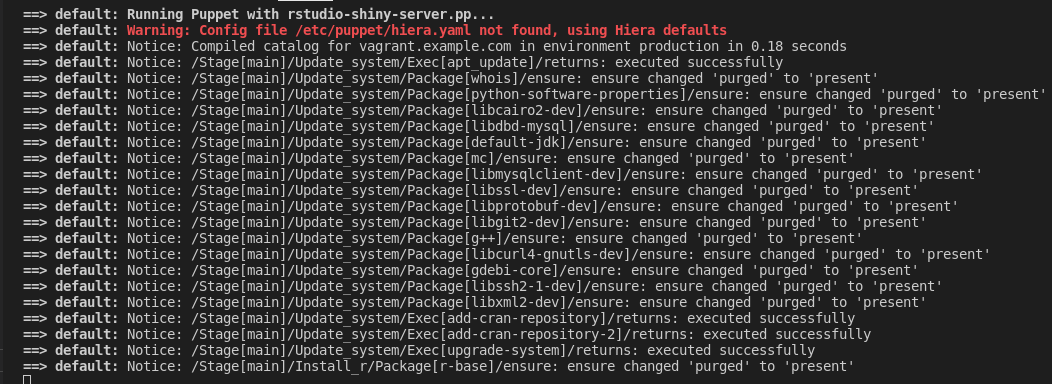 ==> default: Running Puppet with rstudio-shiny-server.pp...
==> default: Warning: Config file /etc/puppet/hiera.yaml not found, using Hiera defaults
==> default: Notice: Compiled catalog for vagrant.example.com in environment production in 0.18 seconds
==> default: Notice: /Stage[main]/Update_system/Exec[apt_update]/returns: executed successfully
==> default: Notice: /Stage[main]/Update_system/Package[whois]/ensure: ensure changed 'purged' to 'present'
==> default: Notice: /Stage[main]/Update_system/Package[python-software-properties]/ensure: ensure changed 'purged' to 'present'
==> default: Notice: /Stage[main]/Update_system/Package[libcairo2-dev]/ensure: ensure changed 'purged' to 'present'
==> default: Notice: /Stage[main]/Update_system/Package[libdbd-mysql]/ensure: ensure changed 'purged' to 'present'
==> default: Notice: /Stage[main]/Update_system/Package[default-jdk]/ensure: ensure changed 'purged' to 'present'
==> default: Notice: /Stage[main]/Update_system/Package[mc]/ensure: ensure changed 'purged' to 'present'
==> default: Notice: /Stage[main]/Update_system/Package[libmysqlclient-dev]/ensure: ensure changed 'purged' to 'present'
==> default: Notice: /Stage[main]/Update_system/Package[libssl-dev]/ensure: ensure changed 'purged' to 'present'
==> default: Notice: /Stage[main]/Update_system/Package[libprotobuf-dev]/ensure: ensure changed 'purged' to 'present'
==> default: Notice: /Stage[main]/Update_system/Package[libgit2-dev]/ensure: ensure changed 'purged' to 'present'
==> default: Notice: /Stage[main]/Update_system/Package[g++]/ensure: ensure changed 'purged' to 'present'
==> default: Notice: /Stage[main]/Update_system/Package[libcurl4-gnutls-dev]/ensure: ensure changed 'purged' to 'present'
==> default: Notice: /Stage[main]/Update_system/Package[gdebi-core]/ensure: ensure changed 'purged' to 'present'
==> default: Notice: /Stage[main]/Update_system/Package[libssh2-1-dev]/ensure: ensure changed 'purged' to 'present'
==> default: Notice: /Stage[main]/Update_system/Package[libxml2-dev]/ensure: ensure changed 'purged' to 'present'
==> default: Notice: /Stage[main]/Update_system/Exec[add-cran-repository]/returns: executed successfully
==> default: Notice: /Stage[main]/Update_system/Exec[add-cran-repository-2]/returns: executed successfully
==> default: Notice: /Stage[main]/Update_system/Exec[upgrade-system]/returns: executed successfully
==> default: Notice: /Stage[main]/Install_r/Package[r-base]/ensure: ensure changed 'purged' to 'present'